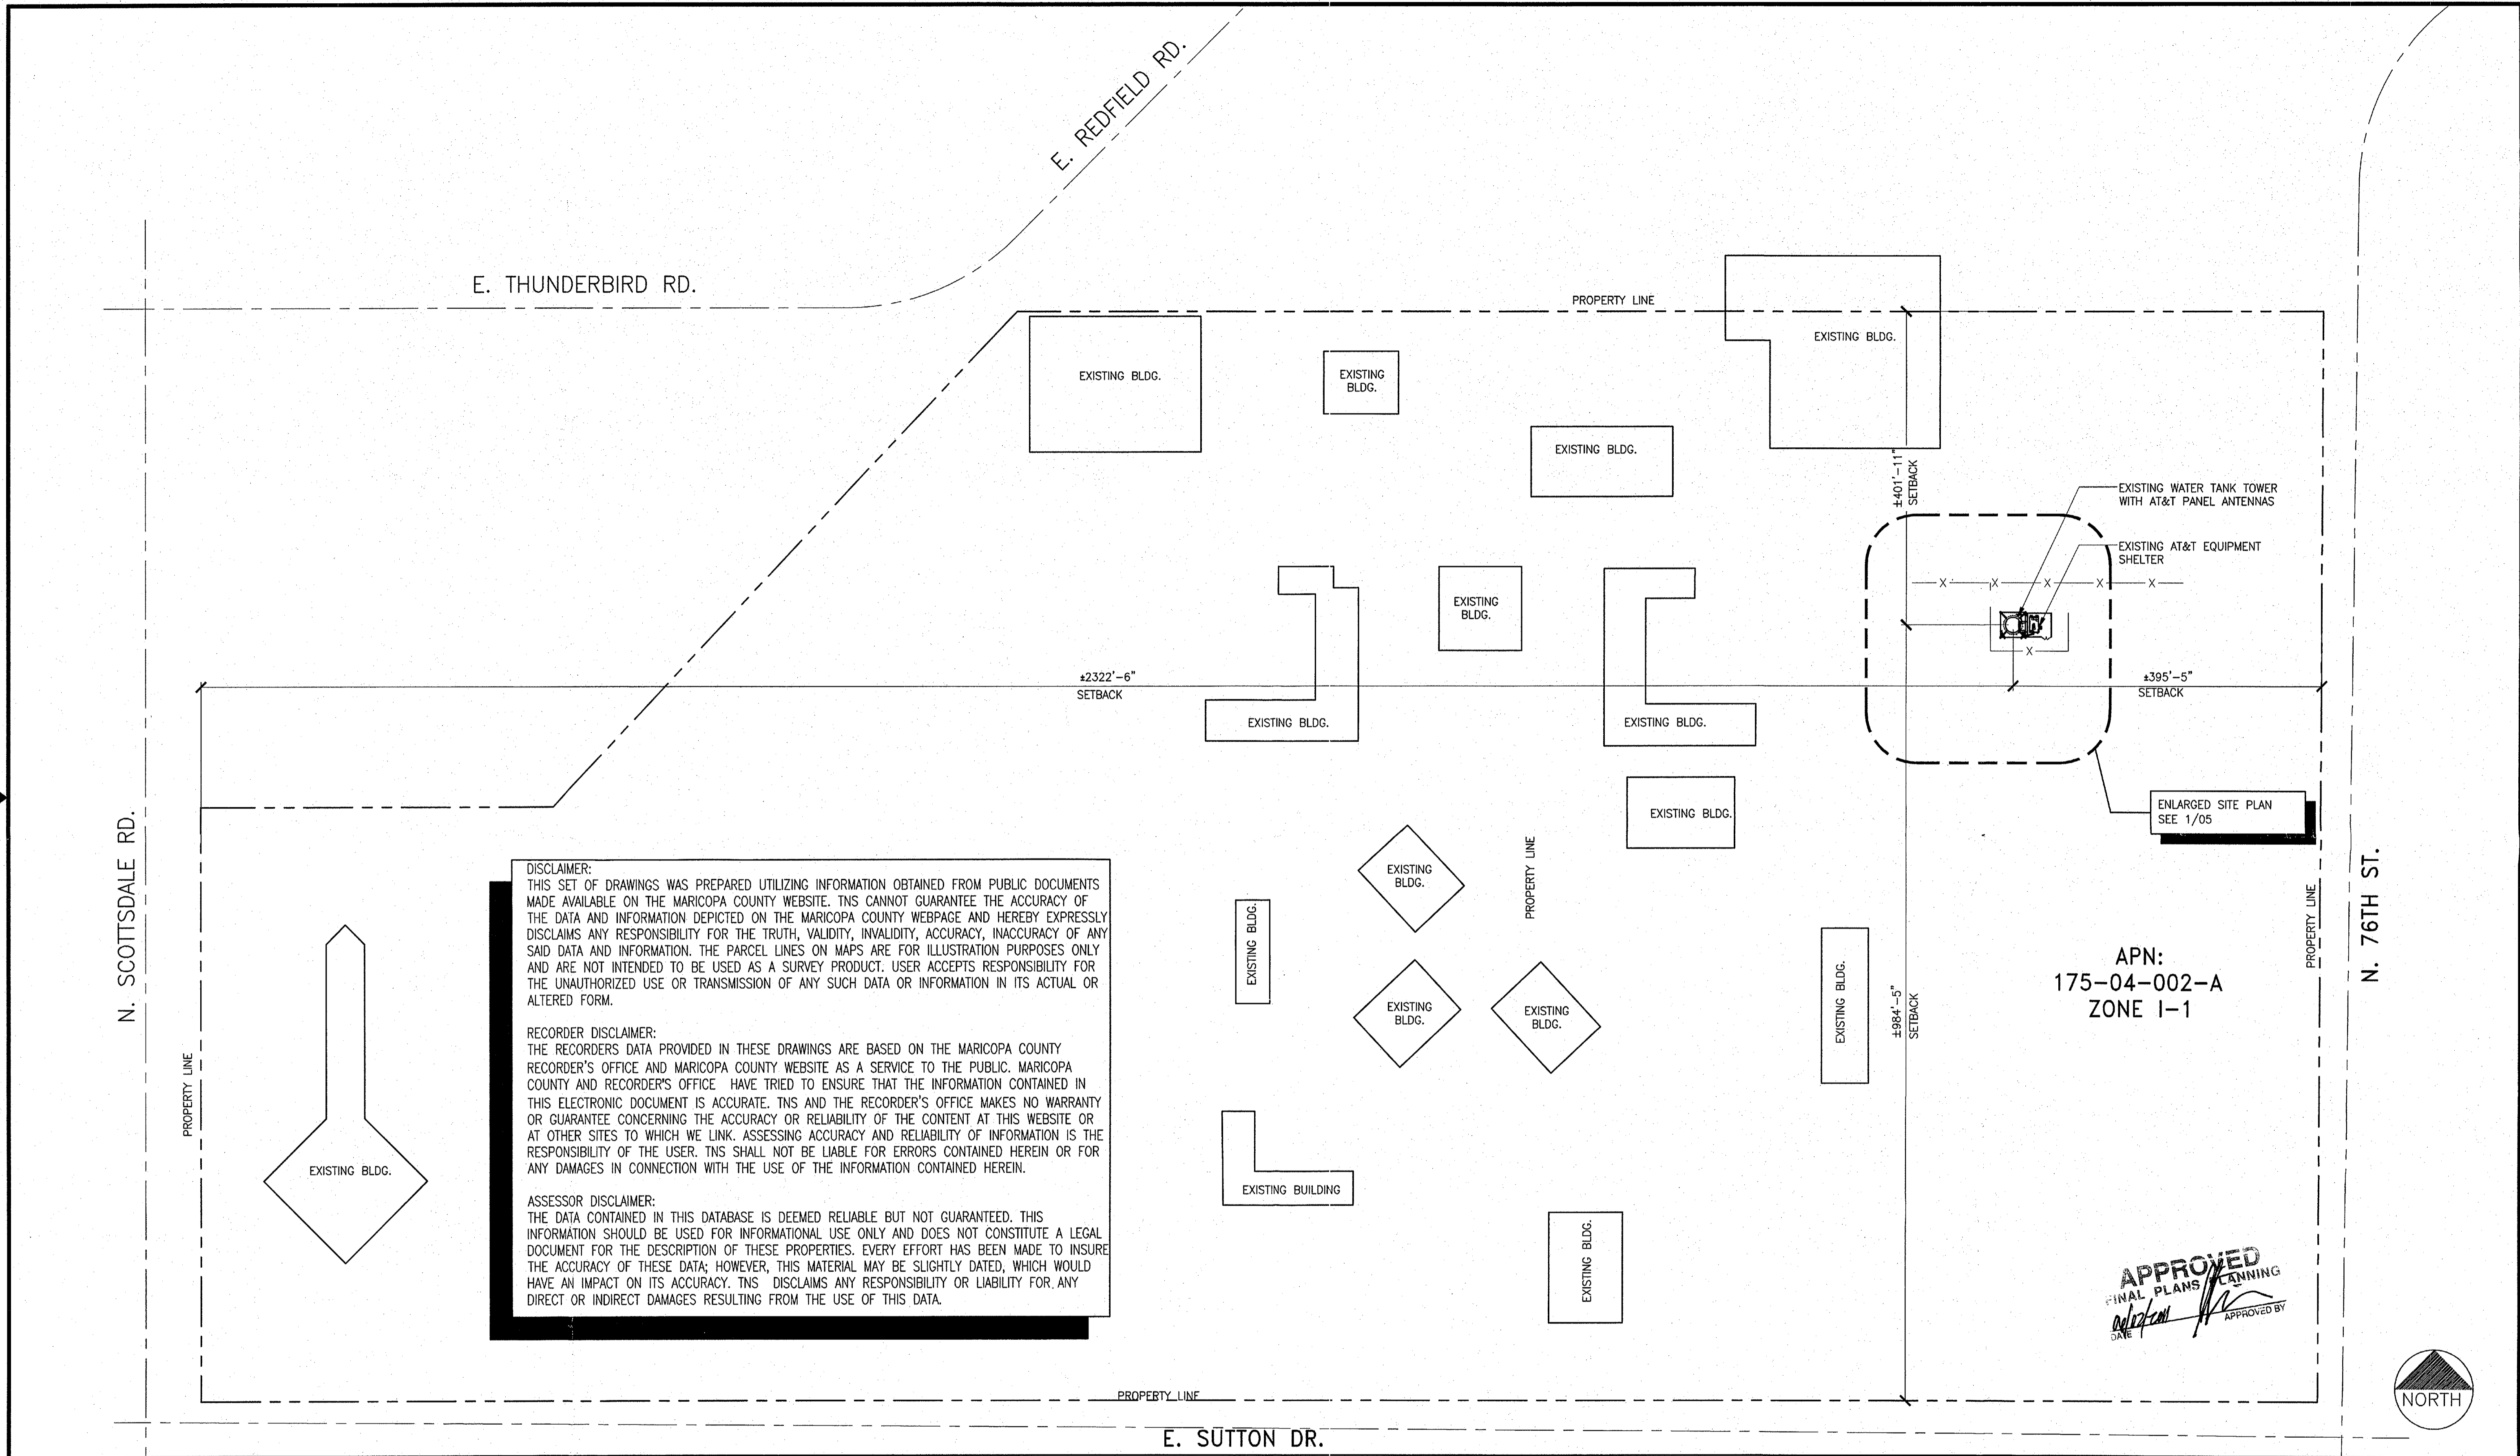 E. REDFIELD RD.
E. THUNDERBIRD RD.
PROPERTY LINE
EXISTING BLDG.
EXISTING BLDG.
EXISTING
BLDG.
EXISTING BLDG.
±401'-11"
SETBACK
EXISTING WATER TANK TOWER
WITH AT&T PANEL ANTENNAS
EXISTING AT&T EQUIPMENT
SHELTER
X X X X X
X
EXISTING
BLDG.
±2322'-6"
SETBACK
±395'-5"
SETBACK
EXISTING BLDG.
EXISTING BLDG.
ENLARGED SITE PLAN
SEE 1/05
EXISTING BLDG.
N. SCOTTSDALE RD.
PROPERTY LINE
EXISTING BLDG.
DISCLAIMER:
THIS SET OF DRAWINGS WAS PREPARED UTILIZING INFORMATION OBTAINED FROM PUBLIC DOCUMENTS
MADE AVAILABLE ON THE MARICOPA COUNTY WEBSITE. TNS CANNOT GUARANTEE THE ACCURACY OF
THE DATA AND INFORMATION DEPICTED ON THE MARICOPA COUNTY WEBPAGE AND HEREBY EXPRESSLY
DISCLAIMS ANY RESPONSIBILITY FOR THE TRUTH, VALIDITY, INVALIDITY, ACCURACY, INACCURACY OF ANY
SAID DATA AND INFORMATION. THE PARCEL LINES ON MAPS ARE FOR ILLUSTRATION PURPOSES ONLY
AND ARE NOT INTENDED TO BE USED AS A SURVEY PRODUCT. USER ACCEPTS RESPONSIBILITY FOR
THE UNAUTHORIZED USE OR TRANSMISSION OF ANY SUCH DATA OR INFORMATION IN ITS ACTUAL OR
ALTERED FORM.
RECORDER DISCLAIMER:
THE RECORDERS DATA PROVIDED IN THESE DRAWINGS ARE BASED ON THE MARICOPA COUNTY
RECORDER'S OFFICE AND MARICOPA COUNTY WEBSITE AS A SERVICE TO THE PUBLIC. MARICOPA
COUNTY AND RECORDER'S OFFICE HAVE TRIED TO ENSURE THAT THE INFORMATION CONTAINED IN
THIS ELECTRONIC DOCUMENT IS ACCURATE. TNS AND THE RECORDER'S OFFICE MAKES NO WARRANTY
OR GUARANTEE CONCERNING THE ACCURACY OR RELIABILITY OF THE CONTENT AT THIS WEBSITE OR
AT OTHER SITES TO WHICH WE LINK. ASSESSING ACCURACY AND RELIABILITY OF INFORMATION IS THE
RESPONSIBILITY OF THE USER. TNS SHALL NOT BE LIABLE FOR ERRORS CONTAINED HEREIN OR FOR
ANY DAMAGES IN CONNECTION WITH THE USE OF THE INFORMATION CONTAINED HEREIN.
ASSESSOR DISCLAIMER:
THE DATA CONTAINED IN THIS DATABASE IS DEEMED RELIABLE BUT NOT GUARANTEED. THIS
INFORMATION SHOULD BE USED FOR INFORMATIONAL USE ONLY AND DOES NOT CONSTITUTE A LEGAL
DOCUMENT FOR THE DESCRIPTION OF THESE PROPERTIES. EVERY EFFORT HAS BEEN MADE TO INSURE
THE ACCURACY OF THESE DATA; HOWEVER, THIS MATERIAL MAY BE SLIGHTLY DATED, WHICH WOULD
HAVE AN IMPACT ON ITS ACCURACY. TNS DISCLAIMS ANY RESPONSIBILITY OR LIABILITY FOR ANY
DIRECT OR INDIRECT DAMAGES RESULTING FROM THE USE OF THIS DATA.
EXISTING
BLDG.
PROPERTY LINE
EXISTING BLDG.
EXISTING
BLDG.
EXISTING
BLDG.
EXISTING BLDG.
±984'-5"
SETBACK
APN:
175-04-002-A
ZONE I-1
PROPERTY LINE
N. 76TH ST.
EXISTING BUILDING
EXISTING BLDG.
APPROVED
FINAL PLANS PLANNING
DATE
APPROVED BY
NORTH
PROPERTY LINE
E. SUTTON DR.